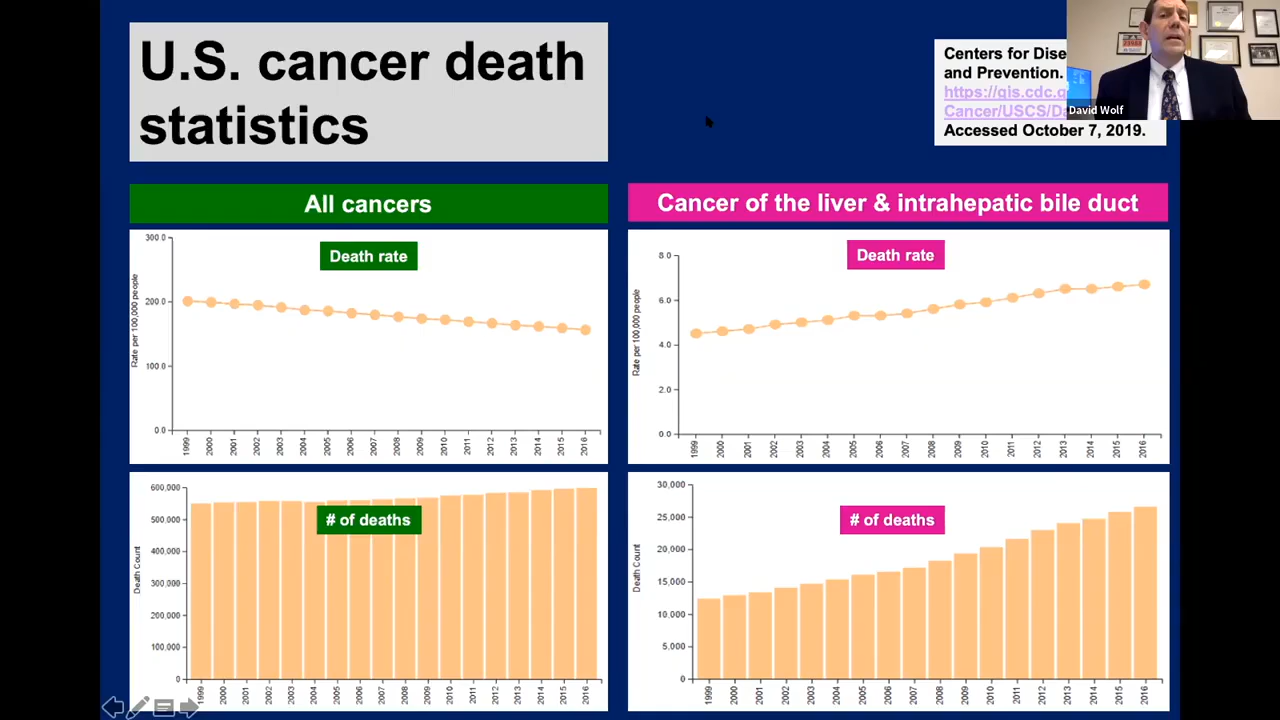 U.S. cancer death
statistics
Centers for Dise
and Prevention.
https://gis.cdc.g
Cancer/USCS/Da
Accessed October 7, 2019.
David Wolf
All cancers
Death rate
Rate per 100,000 people
300.0
200.0
100.0
0.0
1999 2000 2001 2002 2003 2004 2005 2006 2007 2008 2009 2010 2011 2012 2013 2014 2015 2016
Cancer of the liver & intrahepatic bile duct
Death rate
Rate per 100,000 people
8.0
6.0
4.0
2.0
0.0
1999 2000 2001 2002 2003 2004 2005 2006 2007 2008 2009 2010 2011 2012 2013 2014 2015 2016
# of deaths
Death Count
600,000
500,000
400,000
300,000
200,000
100,000
0
1999 2000 2001 2002 2003 2004 2005 2006 2007 2008 2009 2010 2011 2012 2013 2014 2015 2016
# of deaths
Death Count
30,000
25,000
20,000
15,000
10,000
5,000
0
1999 2000 2001 2002 2003 2004 2005 2006 2007 2008 2009 2010 2011 2012 2013 2014 2015 2016